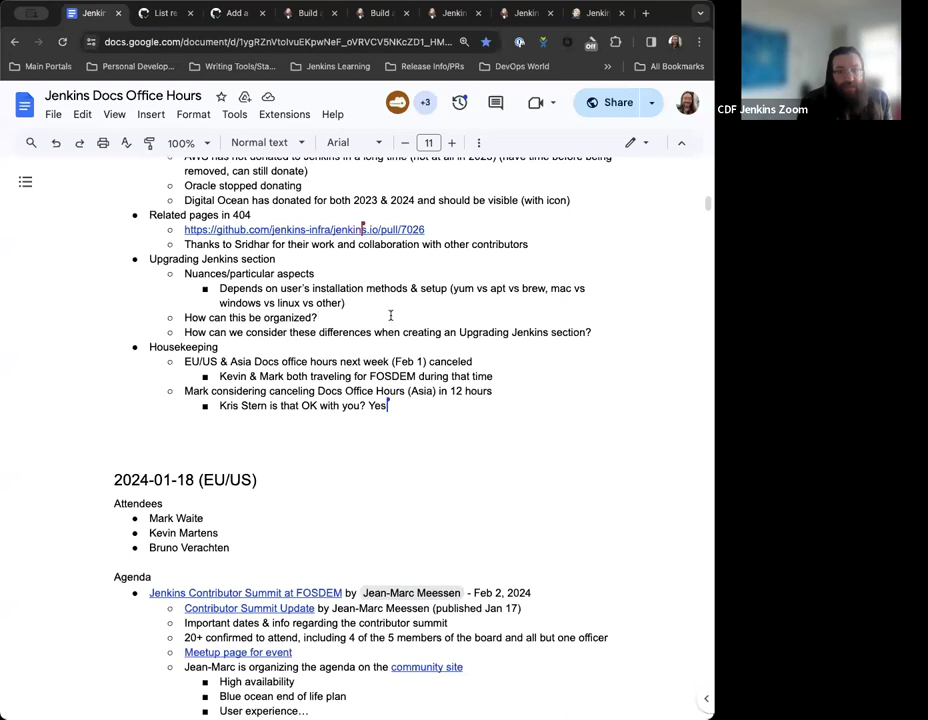 Jenkin
List re
Add a
Build a
Build a
Jenkin
Jenkin
Jenkin
docs.google.com/document/d/1ygRZnVtoIvuEKpwNeF_oVRVCV5NKcZD1_HM...
Off
Main Portals
Personal Develop...
Writing Tools/Sta...
Jenkins Learning
Release Info/PRs
DevOps World
All Bookmarks
CDF Jenkins Zoom
Jenkins Docs Office Hours
+3
Share
File Edit View Insert Format Tools Extensions Help
100% Normal text Arial 11
AWS has not donated to Jenkins in a long time (not at all in 2023) (have time before being
removed, can still donate)
Oracle stopped donating
Digital Ocean has donated for both 2023 & 2024 and should be visible (with icon)
Related pages in 404
https://github.com/jenkins-infra/jenkins.io/pull/7026
Thanks to Sridhar for their work and collaboration with other contributors
Upgrading Jenkins section
Nuances/particular aspects
Depends on user's installation methods & setup (yum vs apt vs brew, mac vs
windows vs linux vs other)
How can this be organized?
How can we consider these differences when creating an Upgrading Jenkins section?
Housekeeping
EU/US & Asia Docs office hours next week (Feb 1) canceled
Kevin & Mark both traveling for FOSDEM during that time
Mark considering canceling Docs Office Hours (Asia) in 12 hours
Kris Stern is that OK with you? Yes
2024-01-18 (EU/US)
Attendees
Mark Waite
Kevin Martens
Bruno Verachten
Agenda
Jenkins Contributor Summit at FOSDEM by Jean-Marc Meessen - Feb 2, 2024
Contributor Summit Update by Jean-Marc Meessen (published Jan 17)
Important dates & info regarding the contributor summit
20+ confirmed to attend, including 4 of the 5 members of the board and all but one officer
Meetup page for event
Jean-Marc is organizing the agenda on the community site
High availability
Blue ocean end of life plan
User experience…